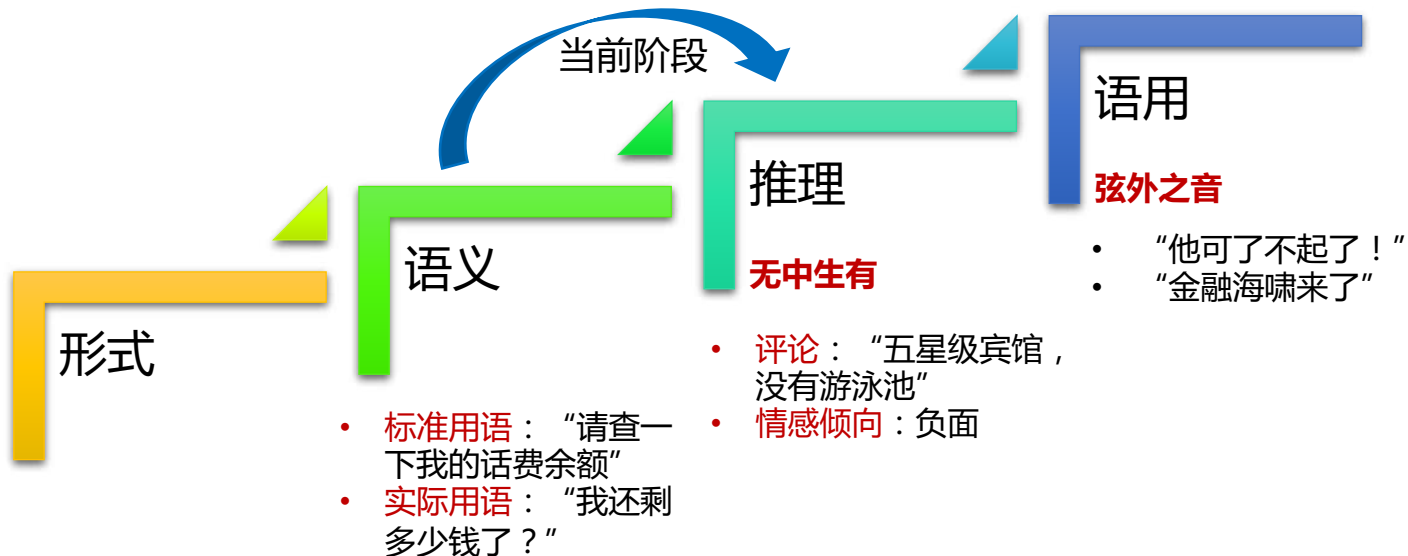 当前阶段
形式
语义
• 标准用语：“请查一
下我的话费余额”
• 实际用语：“我还剩
多少钱了？”
推理
无中生有
• 评论：“五星级宾馆，
没有游泳池”
• 情感倾向：负面
语用
弦外之音
• “他可了不起了！”
• “金融海啸来了”